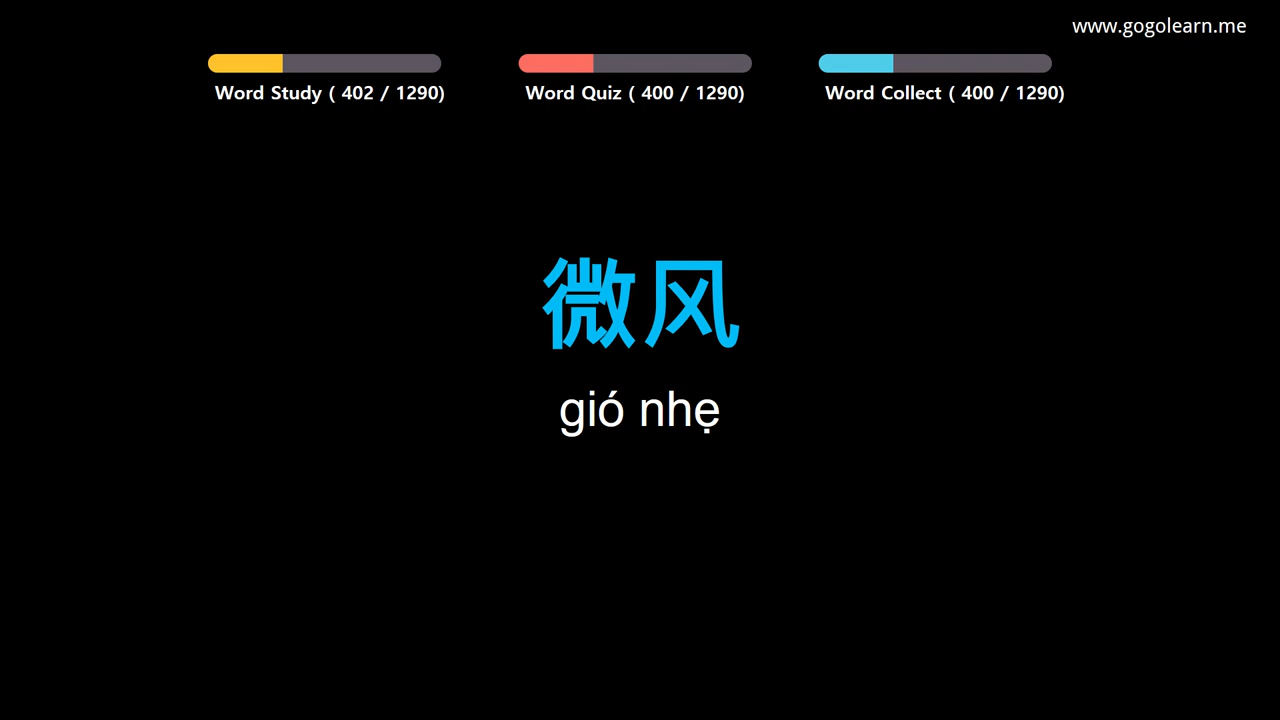 www.gogolearn.me
Word Study ( 402 / 1290)
Word Quiz ( 400 / 1290)
Word Collect ( 400 / 1290)
微风
gió nhẹ